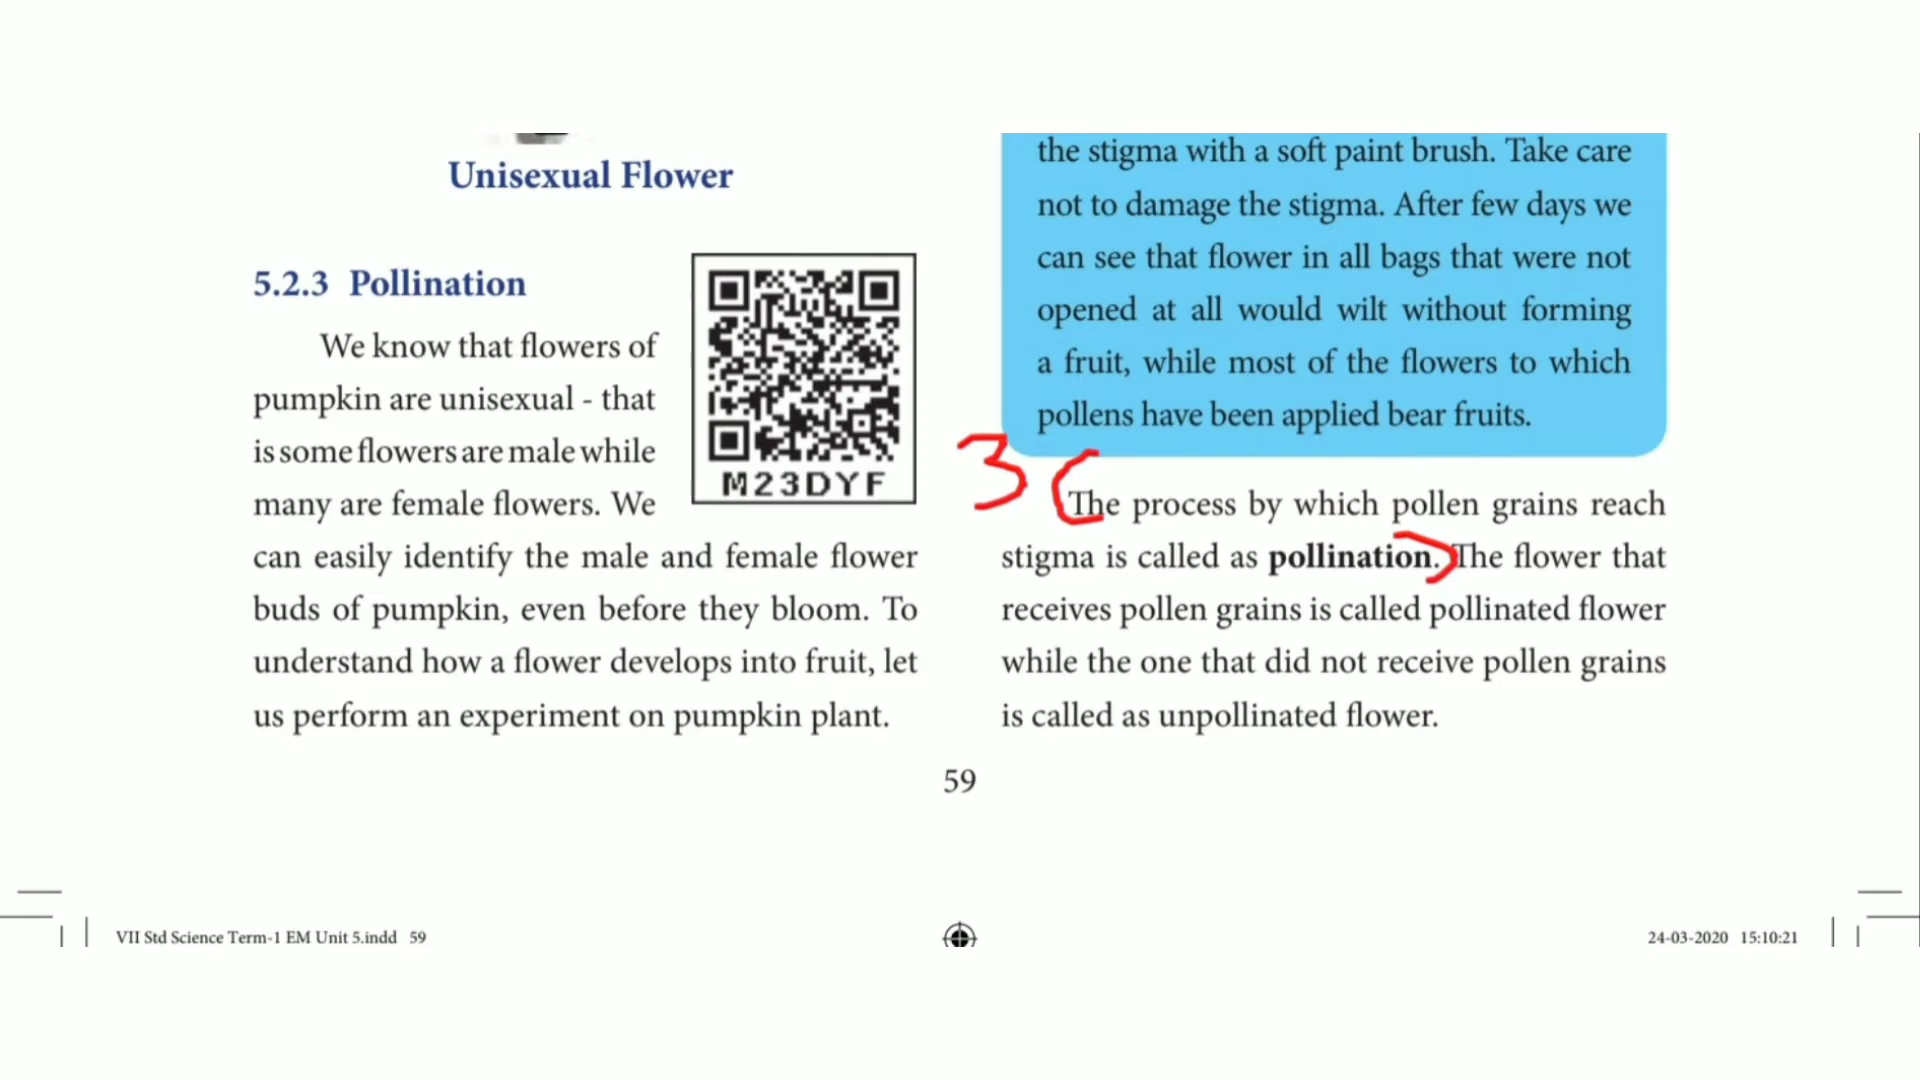 Unisexual Flower
5.2.3 Pollination
We know that flowers of
pumpkin are unisexual - that
is some flowers are male while
many are female flowers. We
can easily identify the male and female flower
buds of pumpkin, even before they bloom. To
understand how a flower develops into fruit, let
us perform an experiment on pumpkin plant.
M23DYF
the stigma with a soft paint brush. Take care
not to damage the stigma. After few days we
can see that flower in all bags that were not
opened at all would wilt without forming
a fruit, while most of the flowers to which
pollens have been applied bear fruits.
3
The process by which pollen grains reach
stigma is called as pollination. The flower that
receives pollen grains is called pollinated flower
while the one that did not receive pollen grains
is called as unpollinated flower.
59
VII Std Science Term-1 EM Unit 5.indd 59
24-03-2020 15:10:21